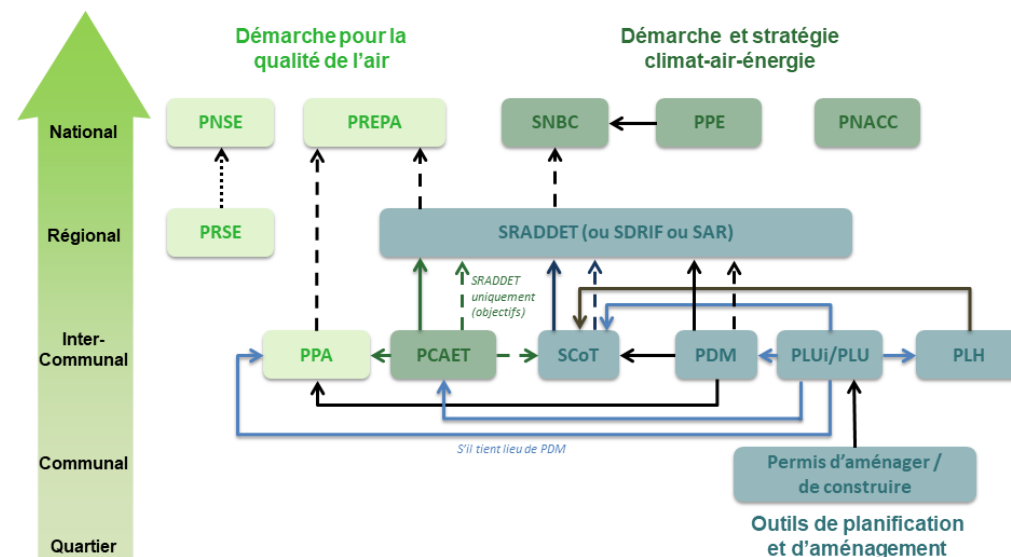 Démarche pour la
qualité de l'air
Démarche et stratégie
climat-air-énergie
National
PNSE
PREPA
SNBC
PPE
PNACC
Régional
PRSE
SRADDET (ou SDRIF ou SAR)
SRADDET
uniquement
(objectifs)
Inter-
Communal
PPA
PCAET
SCoT
PDM
PLUi/PLU
PLH
S'il tient lieu de PDM
Communal
Permis d'aménager /
de construire
Outils de planification
et d'aménagement
Quartier